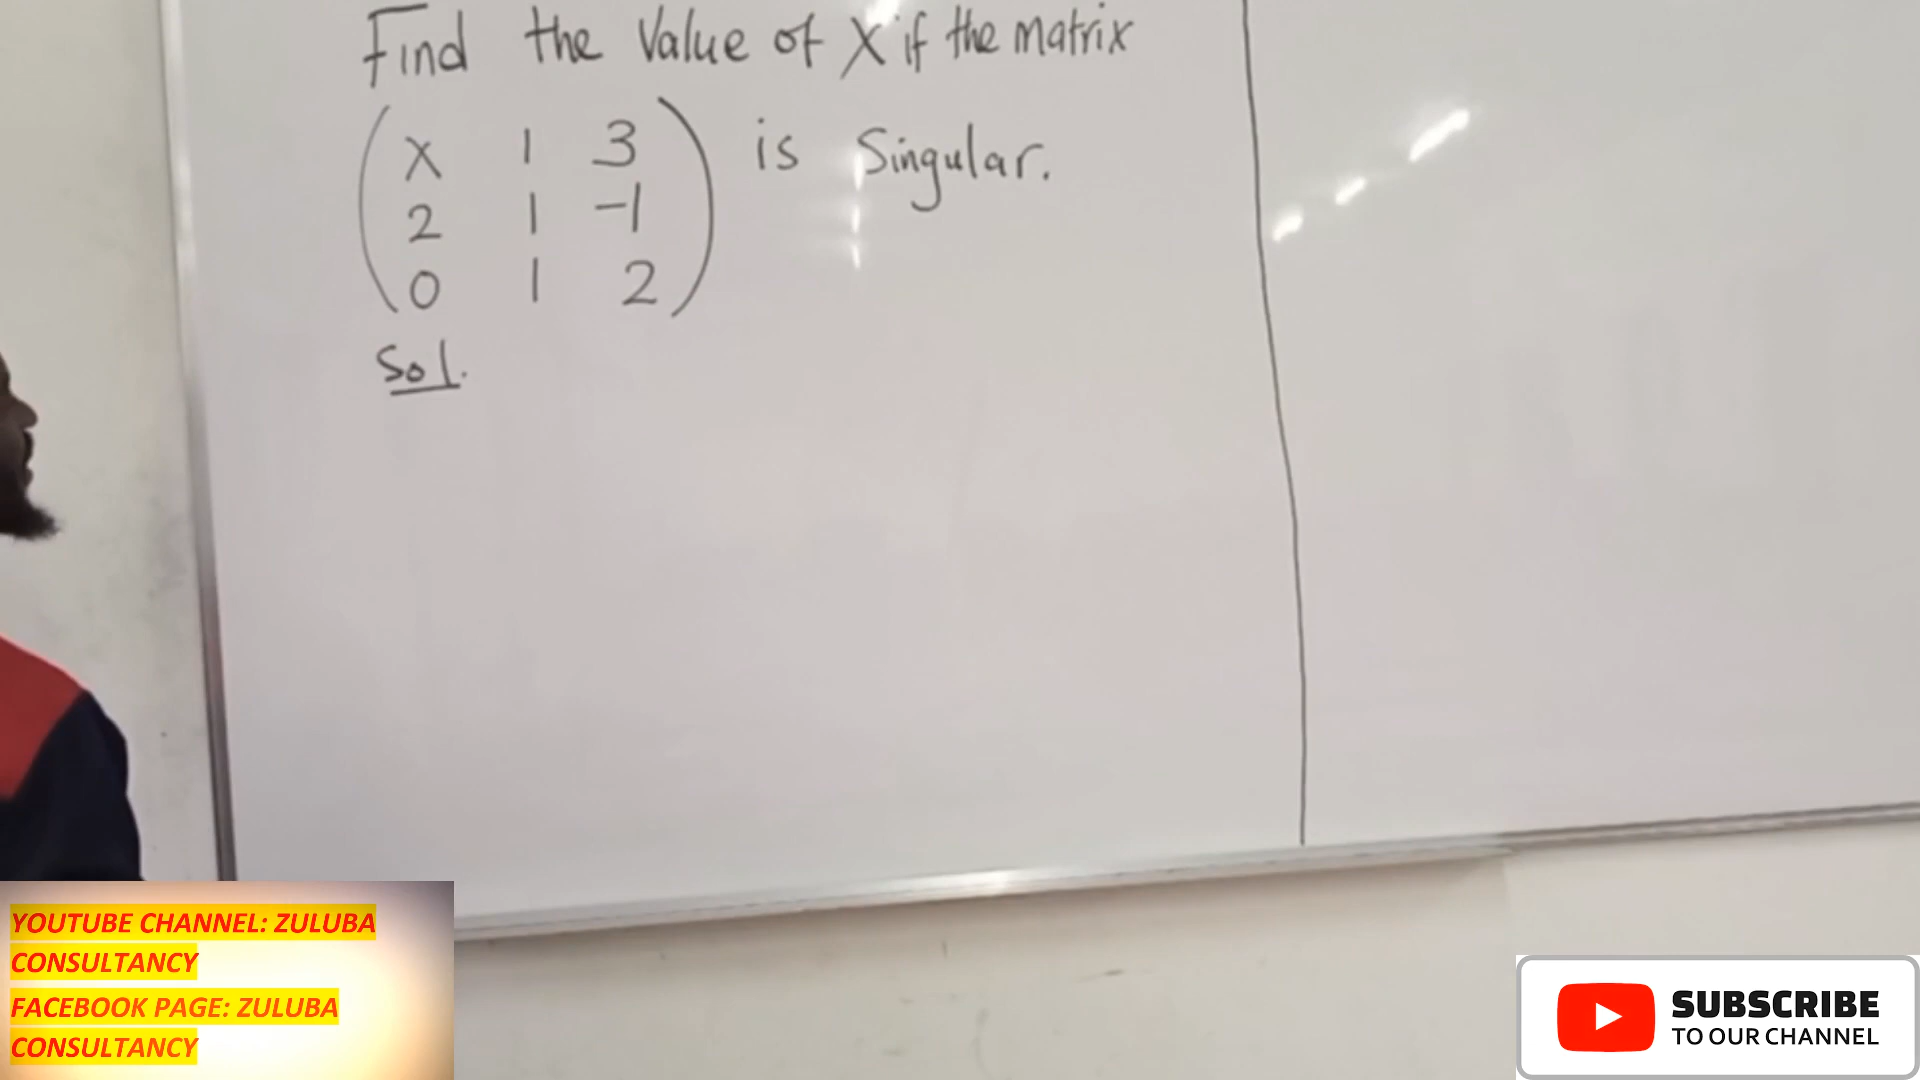 Find the Value of X if the matrix
X 1 3
2 1 -1
0 1 2
is Singular.
Sol.
YOUTUBE CHANNEL: ZULUBA
CONSULTANCY
FACEBOOK PAGE: ZULUBA
CONSULTANCY
SUBSCRIBE
TO OUR CHANNEL